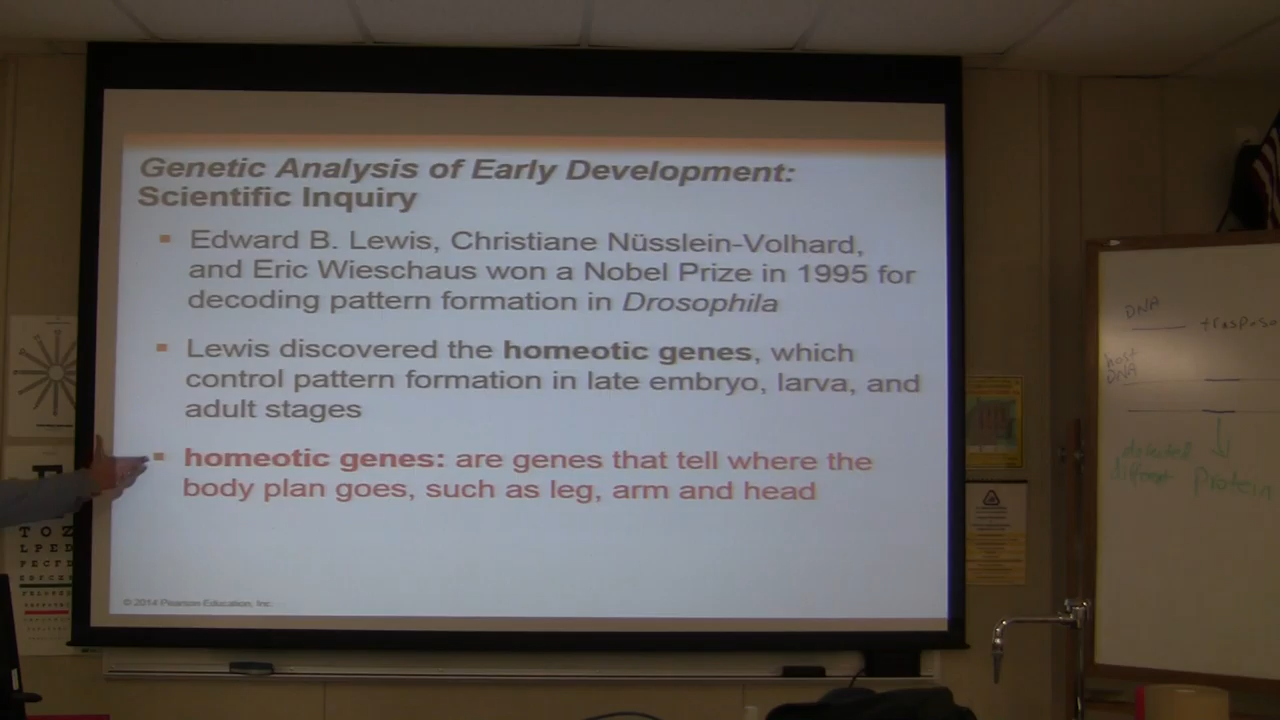 Genetic Analysis of Early Development:
Scientific Inquiry
Edward B. Lewis, Christiane Nüsslein-Volhard,
and Eric Wieschaus won a Nobel Prize in 1995 for
decoding pattern formation in Drosophila
Lewis discovered the homeotic genes, which
control pattern formation in late embryo, larva, and
adult stages
homeotic genes: are genes that tell where the
body plan goes, such as leg, arm and head
© 2014 Pearson Education, Inc.
T O Z
L P E D
P E C F D
DNA
host
DNA
Protein